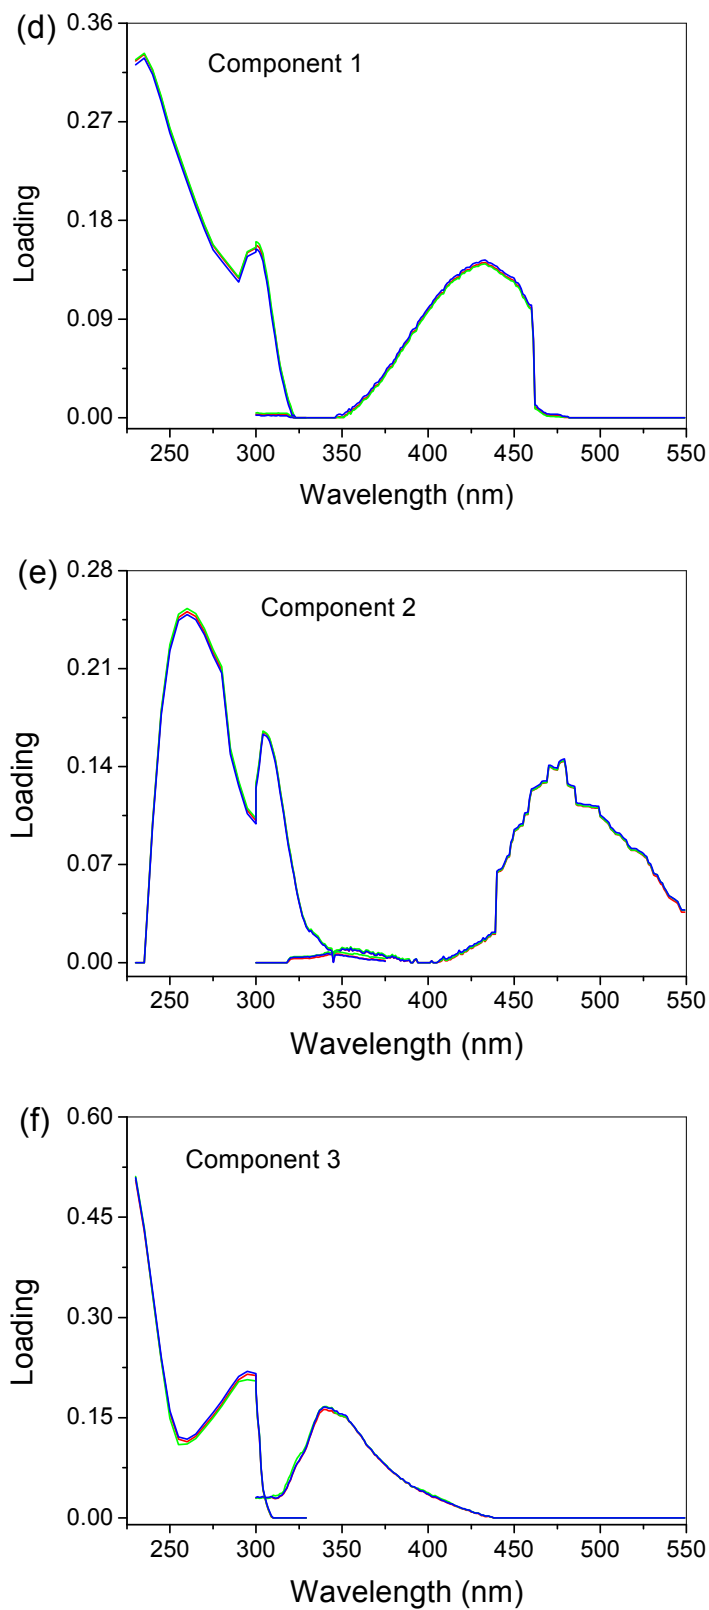 (d)
0.36
Component 1
0.27
0.18
0.09
0.00
Loading
250 300 350 400 450 500 550
Wavelength (nm)
(e)
0.28
Component 2
0.21
0.14
0.07
0.00
Loading
250 300 350 400 450 500 550
Wavelength (nm)
(f)
0.60
Component 3
0.45
0.30
0.15
0.00
Loading
250 300 350 400 450 500 550
Wavelength (nm)